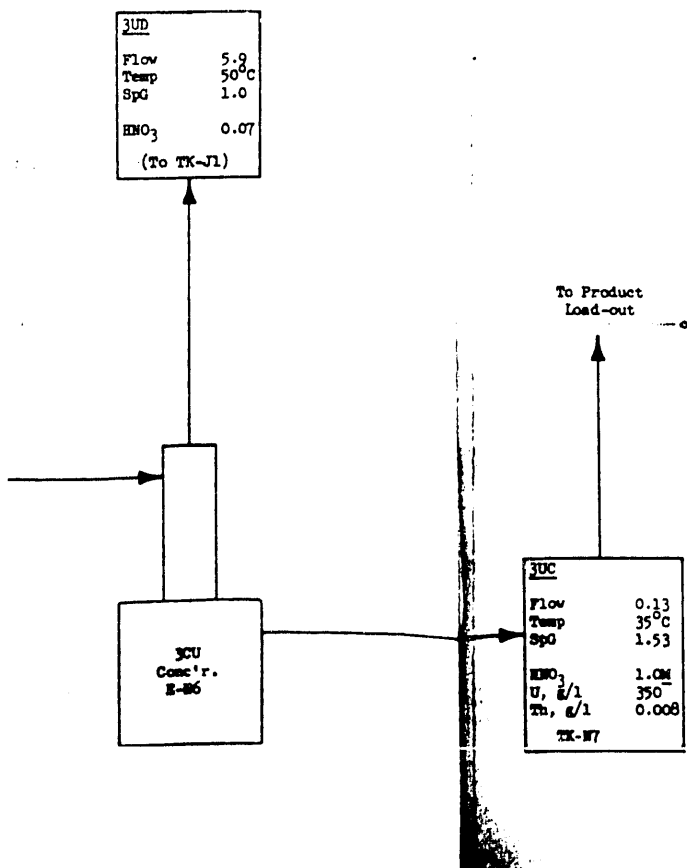 3UD
Flow 5.9
Temp 50°C
SpG 1.0
HNO3 0.07
(To TK-J1)
To Product
Load-out
3CU
Conc'r.
E-N6
3UC
Flow 0.13
Temp 35°C
SpG 1.53
HNO3 1.0M
U, g/l 350
Th, g/l 0.008
TK-N7